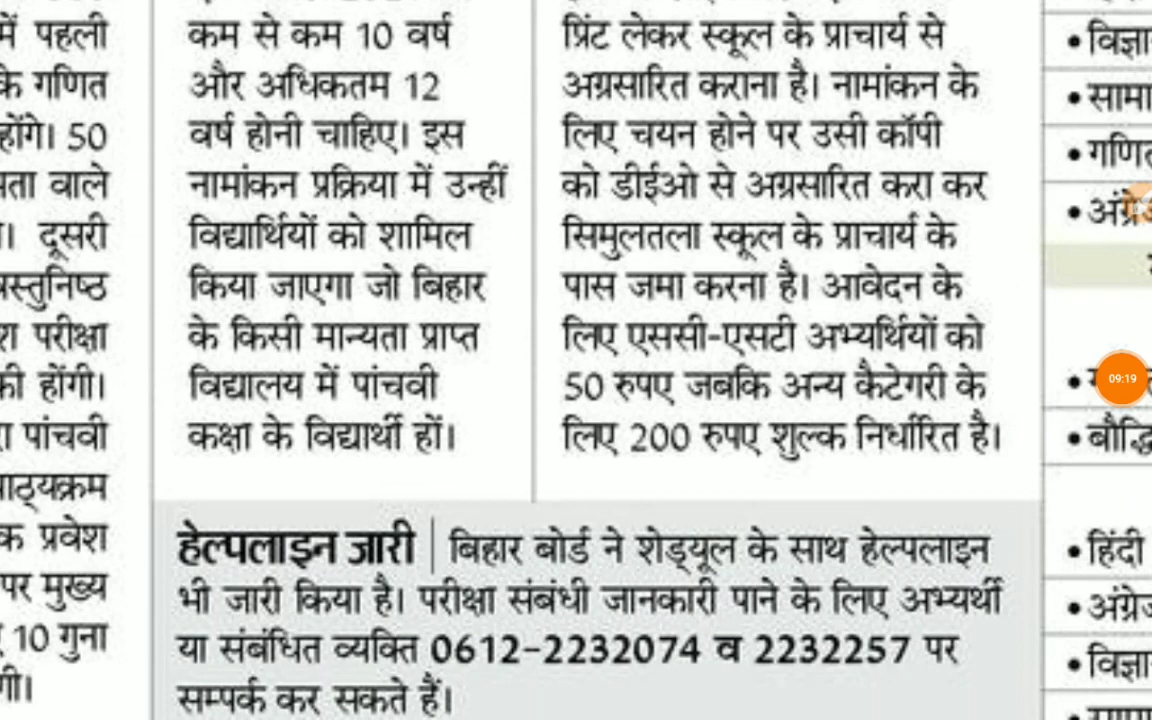 में पहली
के गणित
होंगे। 50
वाले
दूसरी
वस्तुनिष्ठ
परीक्षा
की होंगी।
पांचवी
पाठ्यक्रम
प्रवेश
पर मुख्य
10 गुना
कम से कम 10 वर्ष
और अधिकतम 12
वर्ष होनी चाहिए। इस
नामांकन प्रक्रिया में उन्हीं
विद्यार्थियों को शामिल
किया जाएगा जो बिहार
के किसी मान्यता प्राप्त
विद्यालय में पांचवी
कक्षा के विद्यार्थी हों।
प्रिंट लेकर स्कूल के प्राचार्य से
अग्रसारित कराना है। नामांकन के
लिए चयन होने पर उसी कॉपी
को डीईओ से अग्रसारित करा कर
सिमुलतला स्कूल के प्राचार्य के
पास जमा करना है। आवेदन के
लिए एससी-एसटी अभ्यर्थियों को
50 रुपए जबकि अन्य कैटेगरी के
लिए 200 रुपए शुल्क निर्धारित है।
हेल्पलाइन जारी | बिहार बोर्ड ने शेड्यूल के साथ हेल्पलाइन
भी जारी किया है। परीक्षा संबंधी जानकारी पाने के लिए अभ्यर्थी
या संबंधित व्यक्ति 0612-2232074 व 2232257 पर
सम्पर्क कर सकते हैं।
09:19
• हिंदी